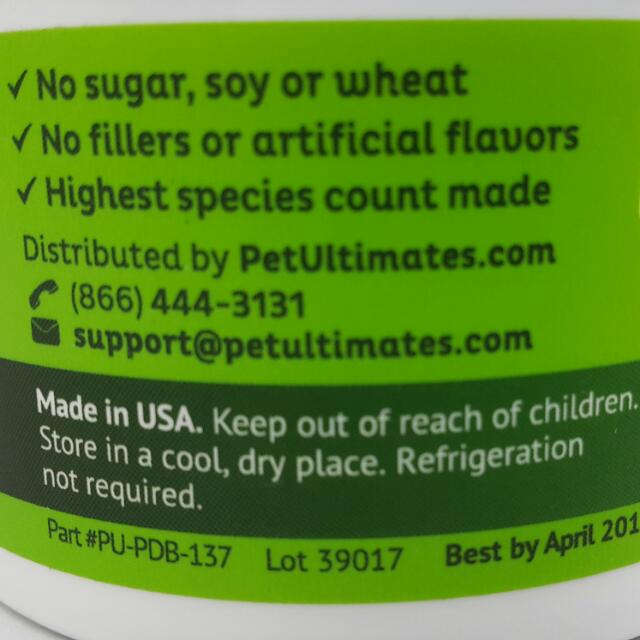 ✓ No sugar, soy or wheat
✓ No fillers or artificial flavors
✓ Highest species count made
Distributed by PetUltimates.com
(866) 444-3131
support@petultimates.com
Made in USA. Keep out of reach of children.
Store in a cool, dry place. Refrigeration
not required.
Part #PU-PDB-137 Lot 39017 Best by April 201